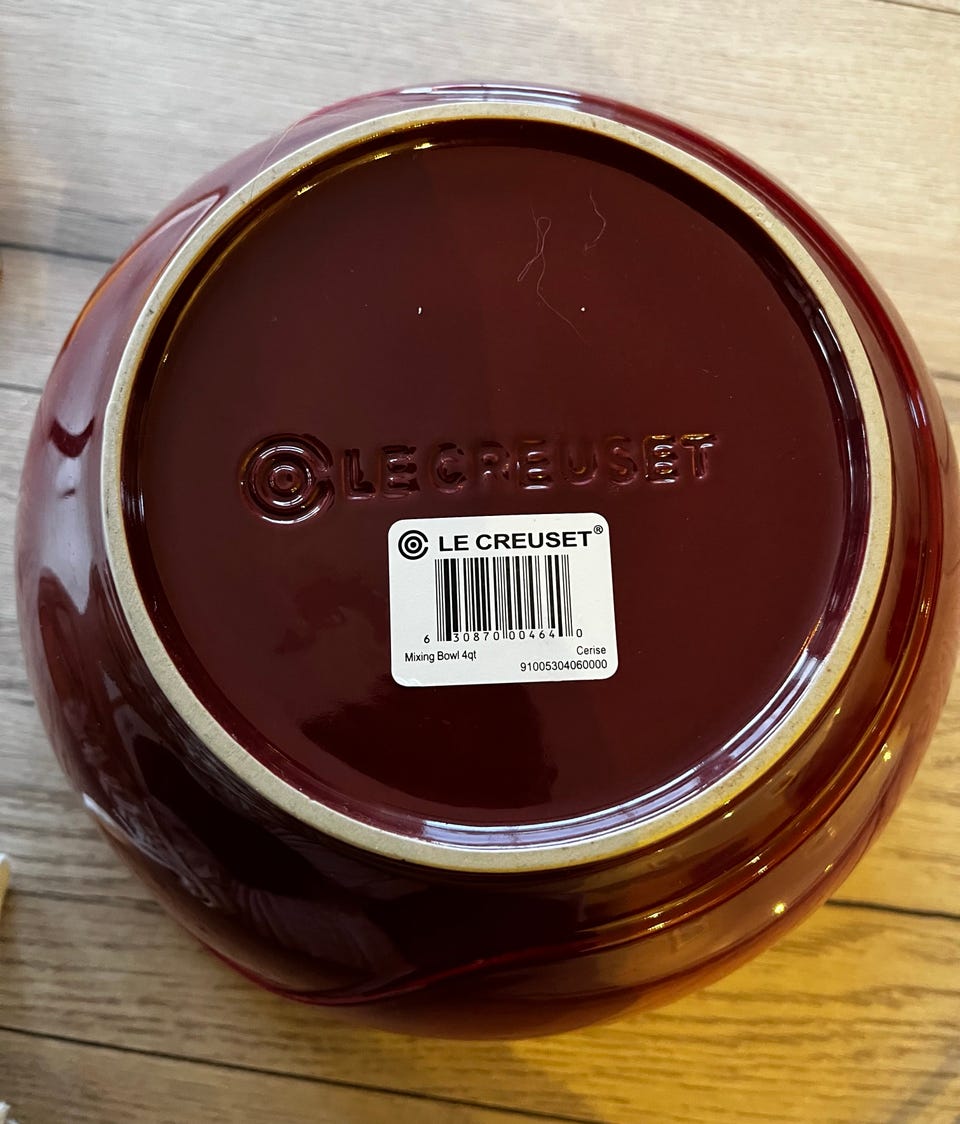 LE CREUSET
LE CREUSET®
6 30870 00464 0
Mixing Bowl 4qt Cerise
91005304060000